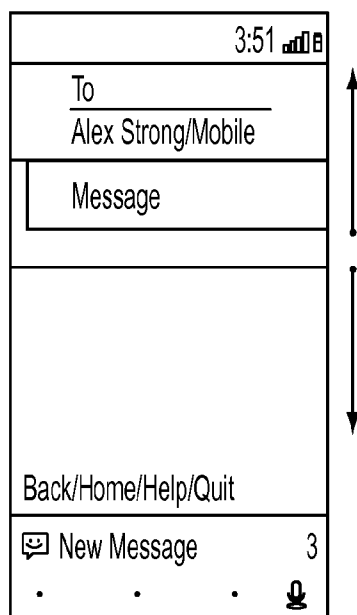 3:51
To
Alex Strong/Mobile
Message
Back/Home/Help/Quit
New Message 3